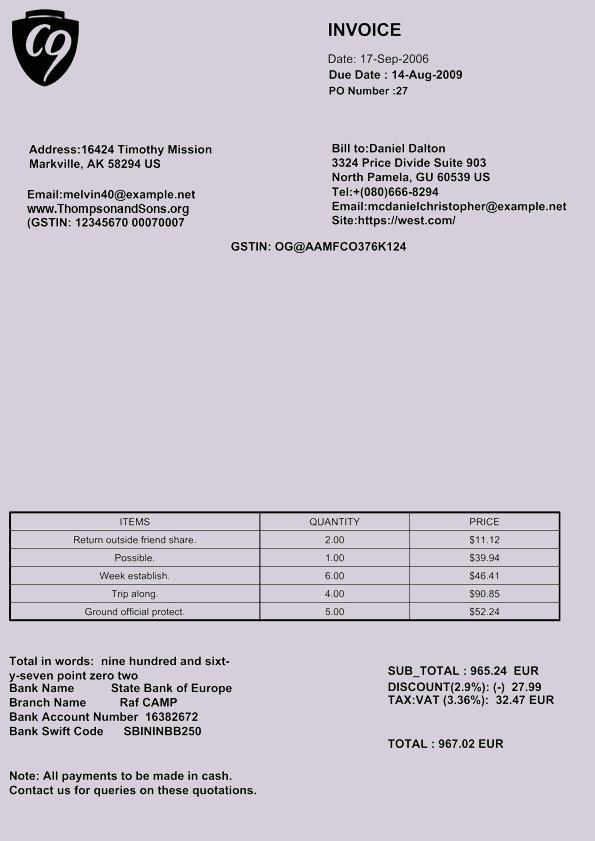 C9
INVOICE
Date: 17-Sep-2006
Due Date : 14-Aug-2009
PO Number :27
Address:16424 Timothy Mission
Markville, AK 58294 US
Email:melvin40@example.net
www.ThompsonandSons.org
(GSTIN: 12345670 00070007
Bill to:Daniel Dalton
3324 Price Divide Suite 903
North Pamela, GU 60539 US
Tel:+(080)666-8294
Email:mcdanielchristopher@example.net
Site:https://west.com/
GSTIN: OG@AAMFCO376K124
ITEMS QUANTITY PRICE
Return outside friend share. 2.00 $11.12
Possible. 1.00 $39.94
Week establish. 6.00 $46.41
Trip along. 4.00 $90.85
Ground official protect. 5.00 $52.24
Total in words: nine hundred and sixt-
y-seven point zero two
Bank Name State Bank of Europe
Branch Name Raf CAMP
Bank Account Number 16382672
Bank Swift Code SBININBB250
SUB_TOTAL : 965.24 EUR
DISCOUNT(2.9%): (-) 27.99
TAX:VAT (3.36%): 32.47 EUR
TOTAL : 967.02 EUR
Note: All payments to be made in cash.
Contact us for queries on these quotations.